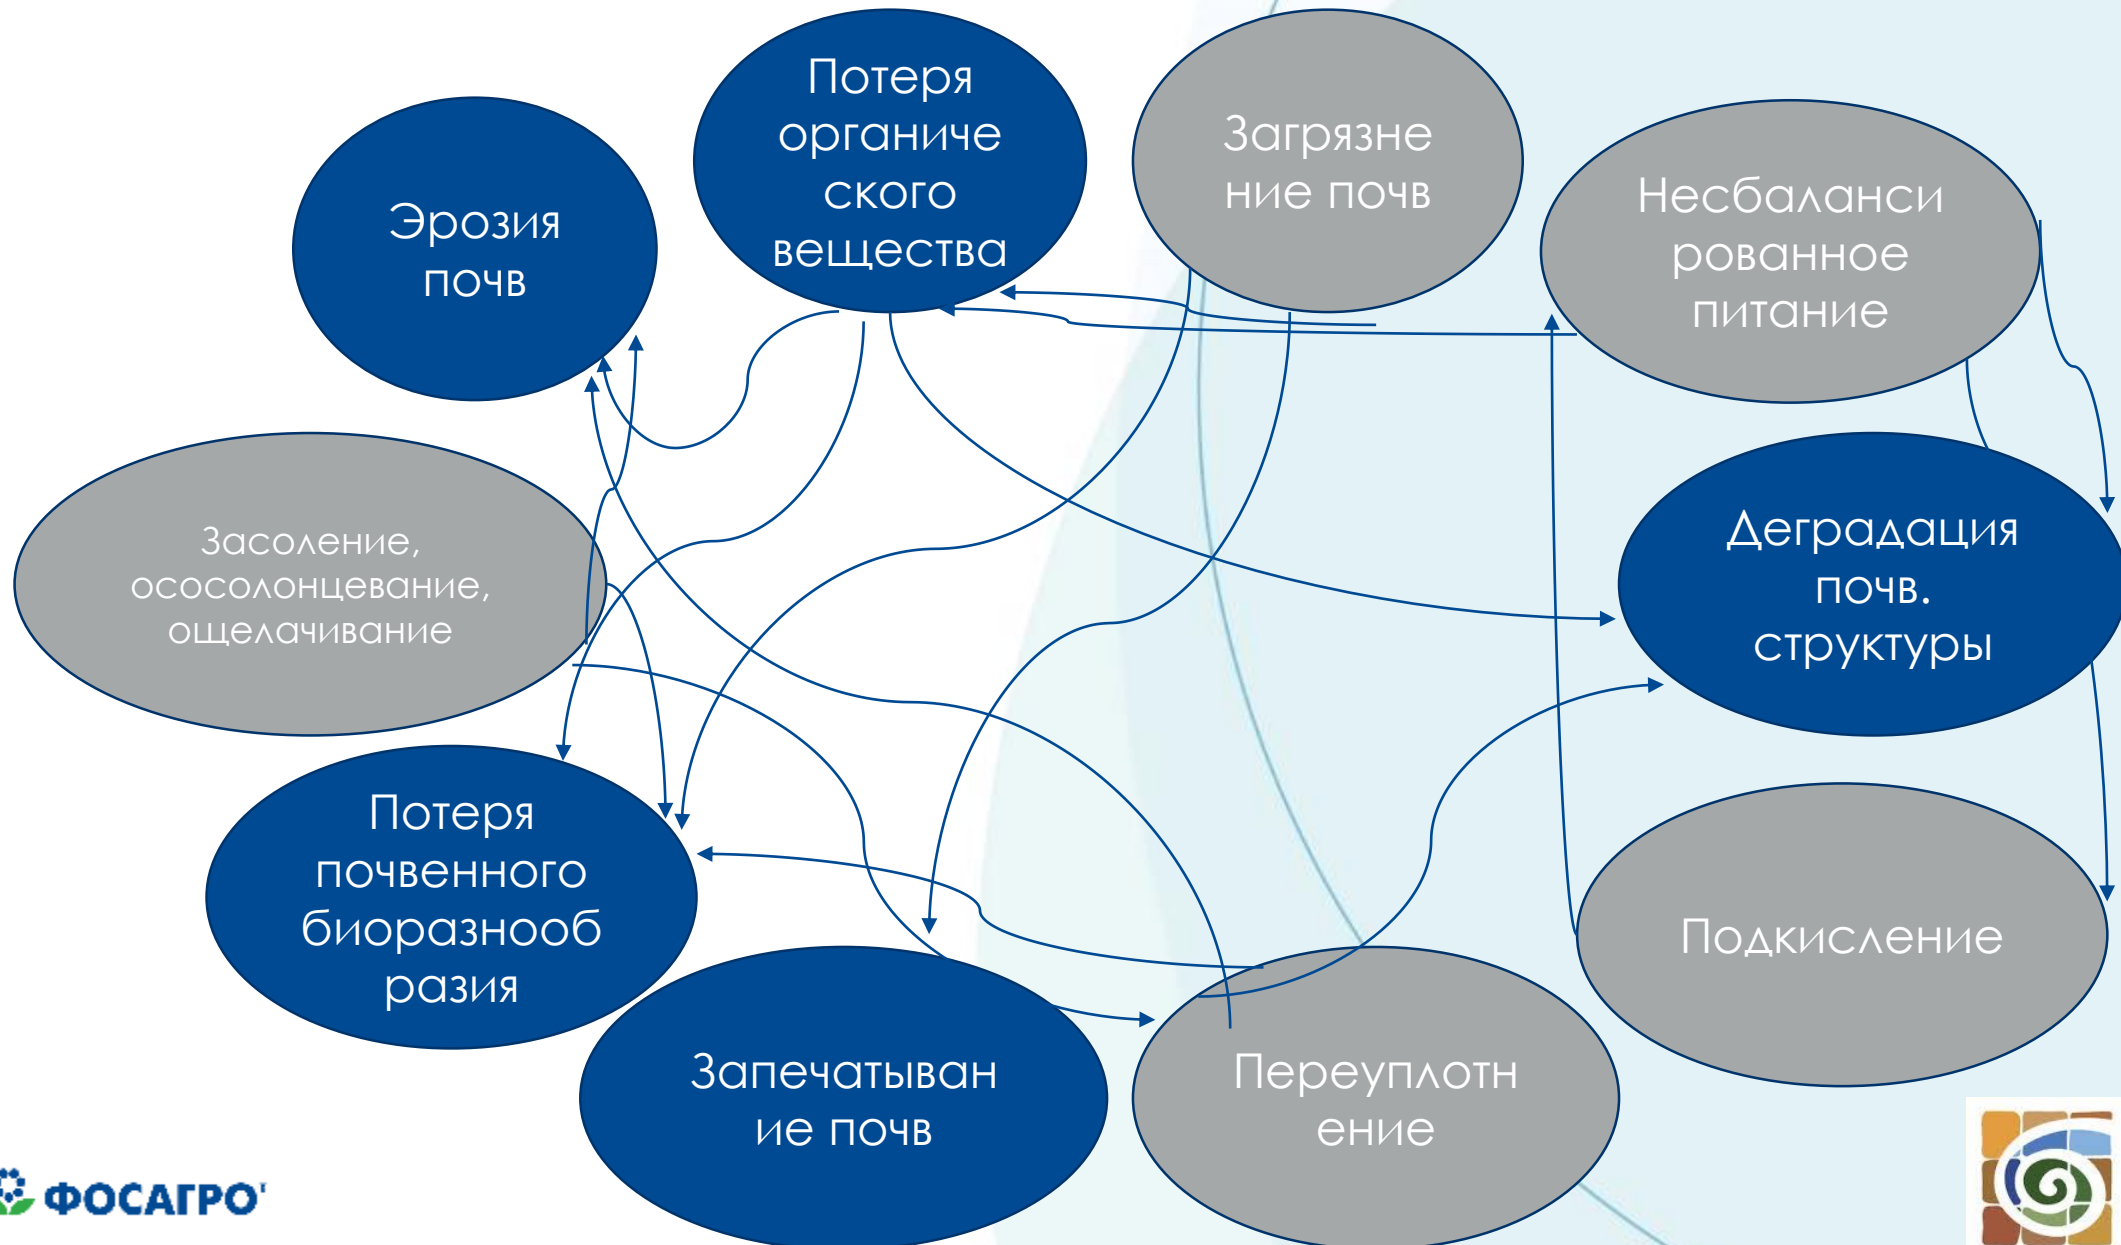 Потеря
органиче
ского
вещества
Загрязне
ние почв
Несбаланси
рованное
питание
Эрозия
почв
Засоление,
ососолонцевание,
ощелачивание
Деградация
почв.
структуры
Потеря
почвенного
биоразнооб
разия
Подкисление
Запечатыван
ие почв
Переуплотн
ение
ФОСАГРО